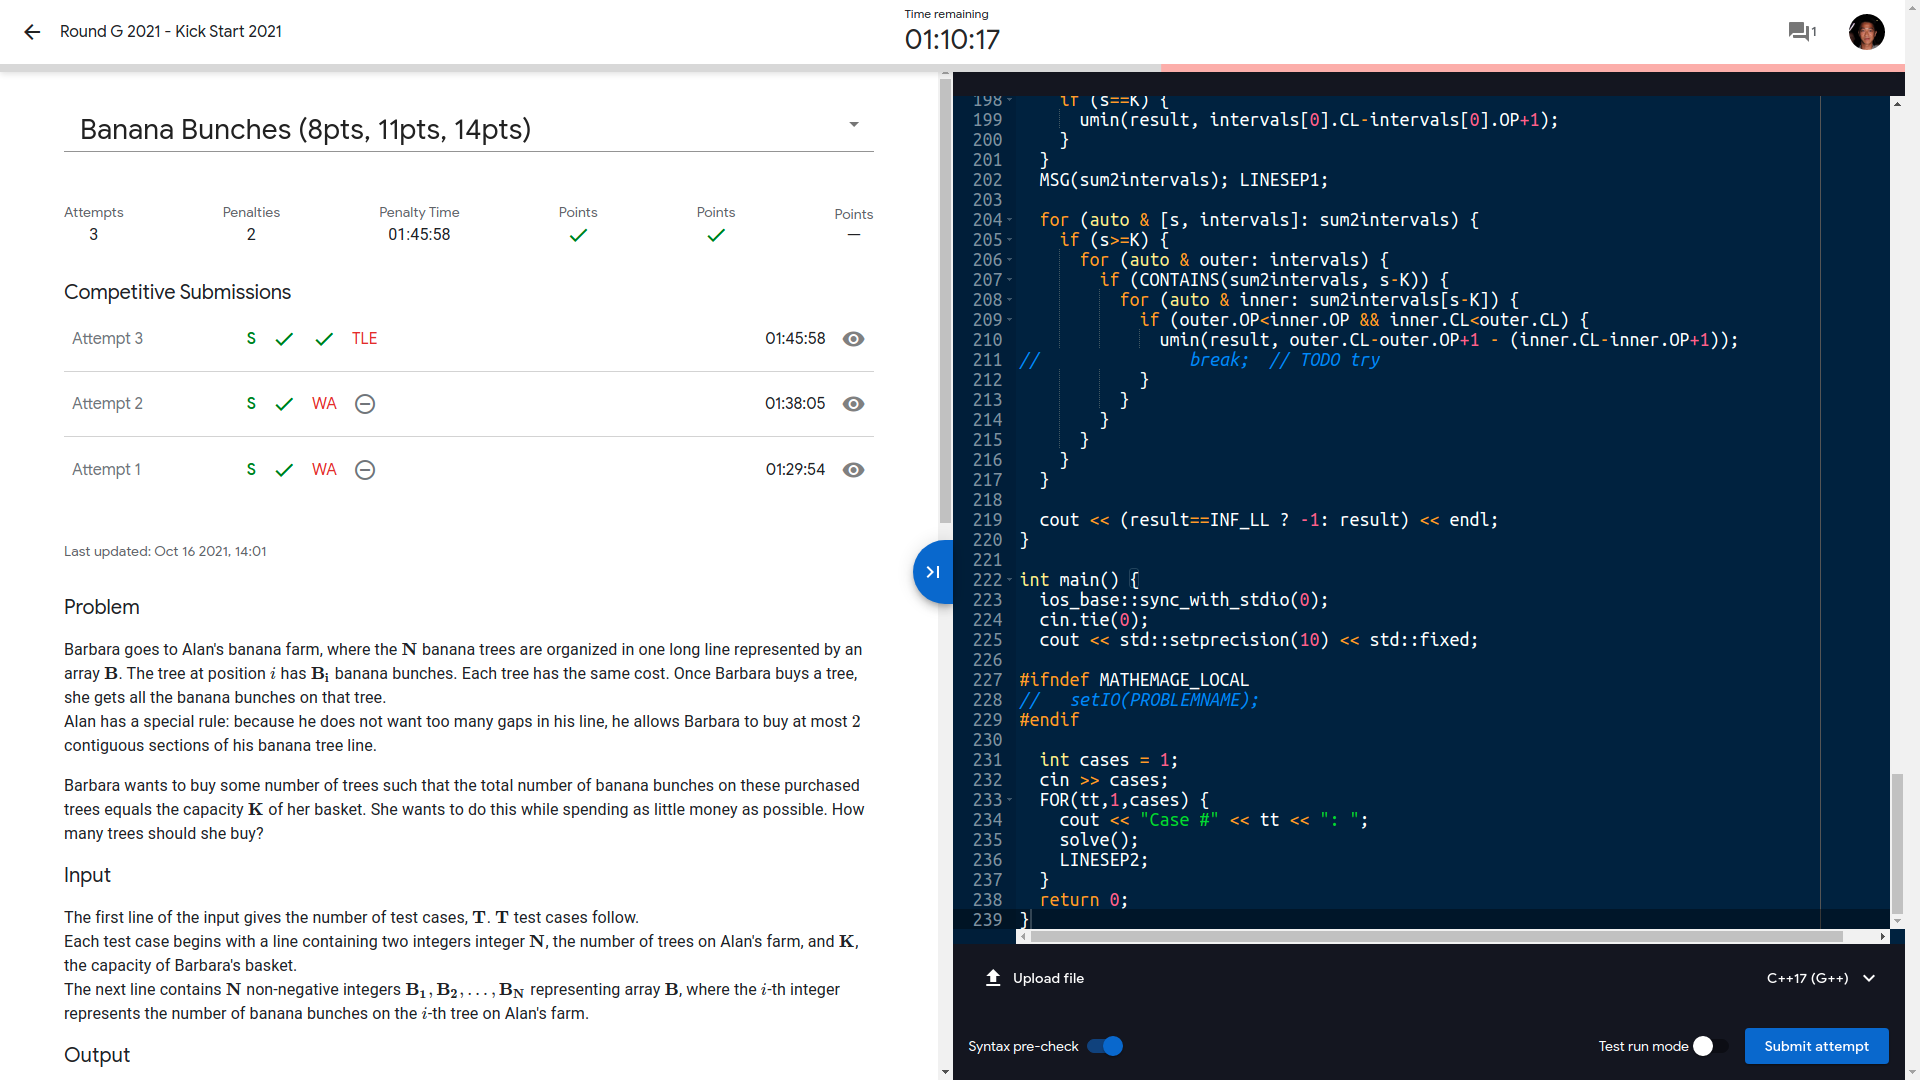 Round G 2021 - Kick Start 2021
Time remaining
01:10:17
1
Banana Bunches (8pts, 11pts, 14pts)
Attempts Penalties Penalty Time Points Points Points
3 2 01:45:58 ✓ ✓ —
Competitive Submissions
Attempt 3 S ✓ ✓ TLE 01:45:58
Attempt 2 S ✓ WA 01:38:05
Attempt 1 S ✓ WA 01:29:54
Last updated: Oct 16 2021, 14:01
Problem
Barbara goes to Alan's banana farm, where the N banana trees are organized in one long line represented by an
array B. The tree at position i has Bi banana bunches. Each tree has the same cost. Once Barbara buys a tree,
she gets all the banana bunches on that tree.
Alan has a special rule: because he does not want too many gaps in his line, he allows Barbara to buy at most 2
contiguous sections of his banana tree line.
Barbara wants to buy some number of trees such that the total number of banana bunches on these purchased
trees equals the capacity K of her basket. She wants to do this while spending as little money as possible. How
many trees should she buy?
Input
The first line of the input gives the number of test cases, T. T test cases follow.
Each test case begins with a line containing two integers integer N, the number of trees on Alan's farm, and K,
the capacity of Barbara's basket.
The next line contains N non-negative integers B1, B2, . . . , BN representing array B, where the i-th integer
represents the number of banana bunches on the i-th tree on Alan's farm.
Output
198 if (s==K) {
199 umin(result, intervals[0].CL-intervals[0].OP+1);
200 }
201 }
202 MSG(sum2intervals); LINESEP1;
203
204 for (auto & [s, intervals]: sum2intervals) {
205 if (s>=K) {
206 for (auto & outer: intervals) {
207 if (CONTAINS(sum2intervals, s-K)) {
208 for (auto & inner: sum2intervals[s-K]) {
209 if (outer.OP<inner.OP && inner.CL<outer.CL) {
210 umin(result, outer.CL-outer.OP+1 - (inner.CL-inner.OP+1));
211 // break; // TODO try
212 }
213 }
214 }
215 }
216 }
217 }
218
219 cout << (result==INF_LL ? -1: result) << endl;
220 }
221
222 int main() {
223 ios_base::sync_with_stdio(0);
224 cin.tie(0);
225 cout << std::setprecision(10) << std::fixed;
226
227 #ifndef MATHEMAGE_LOCAL
228 // setIO(PROBLEMNAME);
229 #endif
230
231 int cases = 1;
232 cin >> cases;
233 FOR(tt,1,cases) {
234 cout << "Case #" << tt << ": ";
235 solve();
236 LINESEP2;
237 }
238 return 0;
239 }
Upload file
C++17 (G++)
Syntax pre-check
Test run mode
Submit attempt